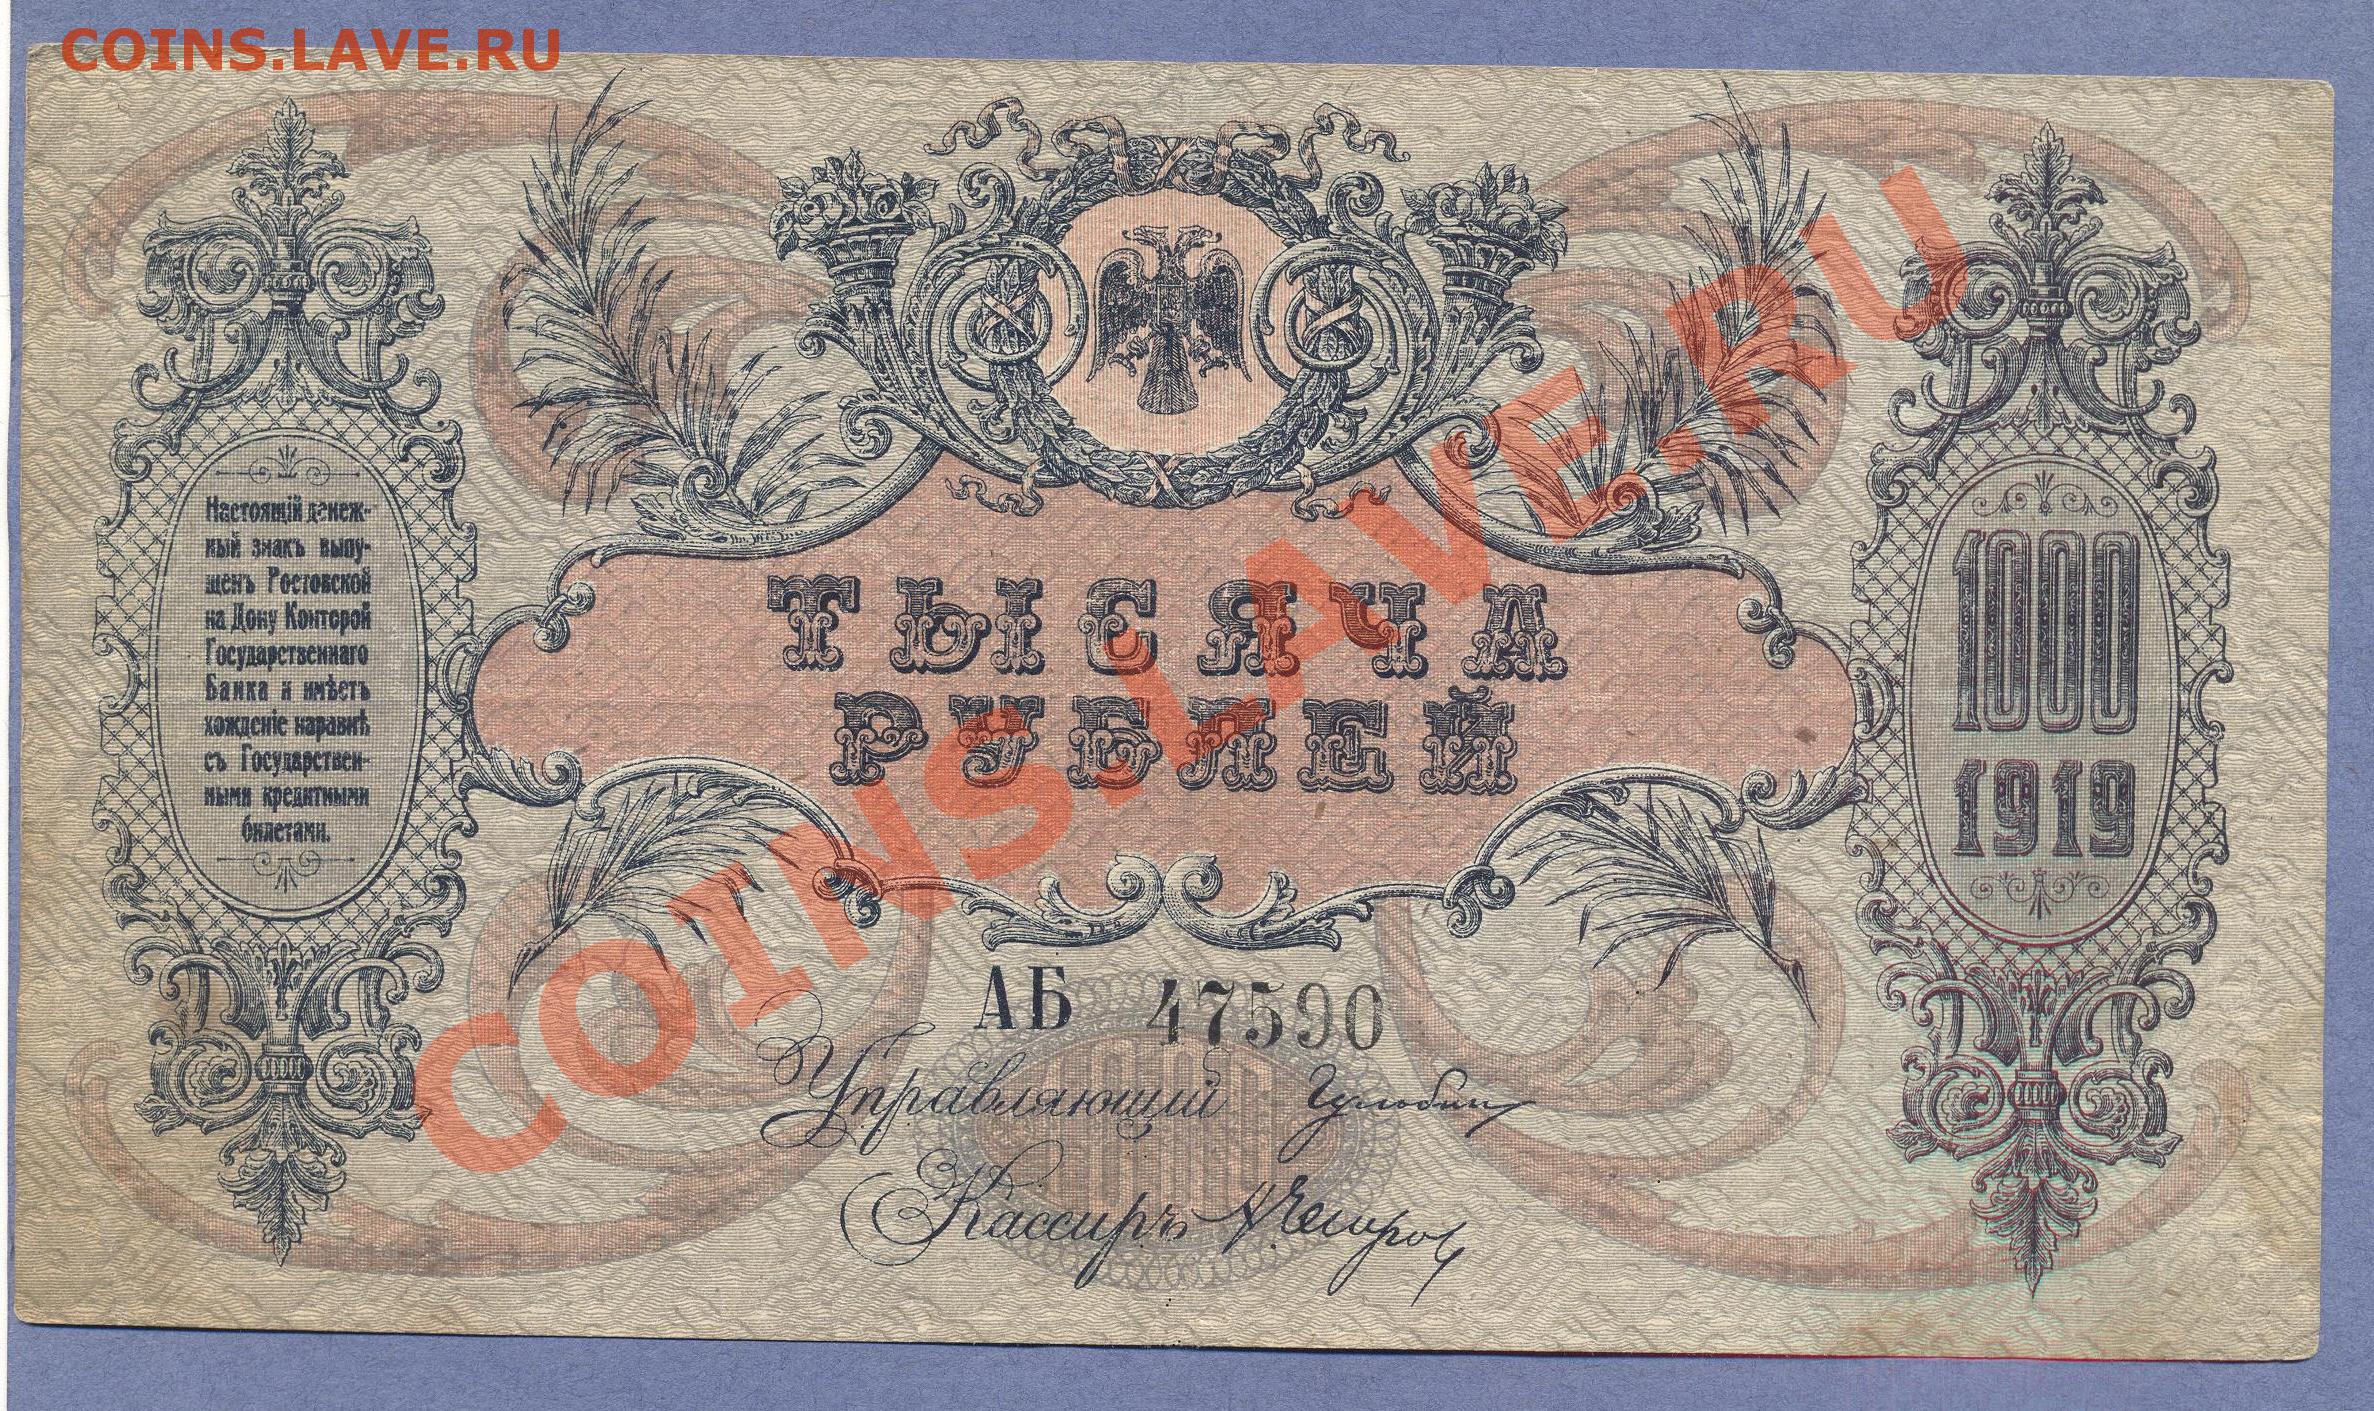 COINS.LAVE.RU
Настоящій денеж-
ный знакъ выпу-
щенъ Ростовской
на Дону Конторой
Государственнаго
Банка и имѣетъ
хожденіе наравнѣ
съ Государствен-
ными кредитными
билетами.
ТЫСЯЧА
РУБЛЕЙ
1000
1919
АБ 47590
Управляющій
Кассиръ
COINS.LAVE.RU